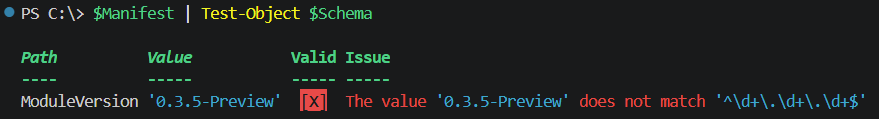 PS C:\> $Manifest | Test-Object $Schema
Path Value Valid Issue
---- ----- ----- -----
ModuleVersion '0.3.5-Preview' [X] The value '0.3.5-Preview' does not match '^\d+\.\d+\.\d+$'